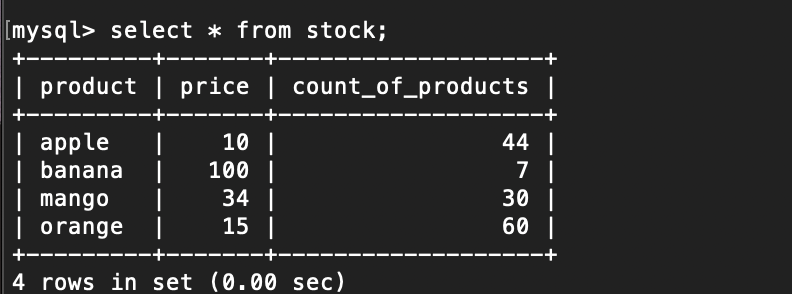 [mysql> select * from stock;
+---------+-------+-------------------+
| product | price | count_of_products |
+---------+-------+-------------------+
| apple   |    10 |                44 |
| banana  |   100 |                 7 |
| mango   |    34 |                30 |
| orange  |    15 |                60 |
+---------+-------+-------------------+
4 rows in set (0.00 sec)